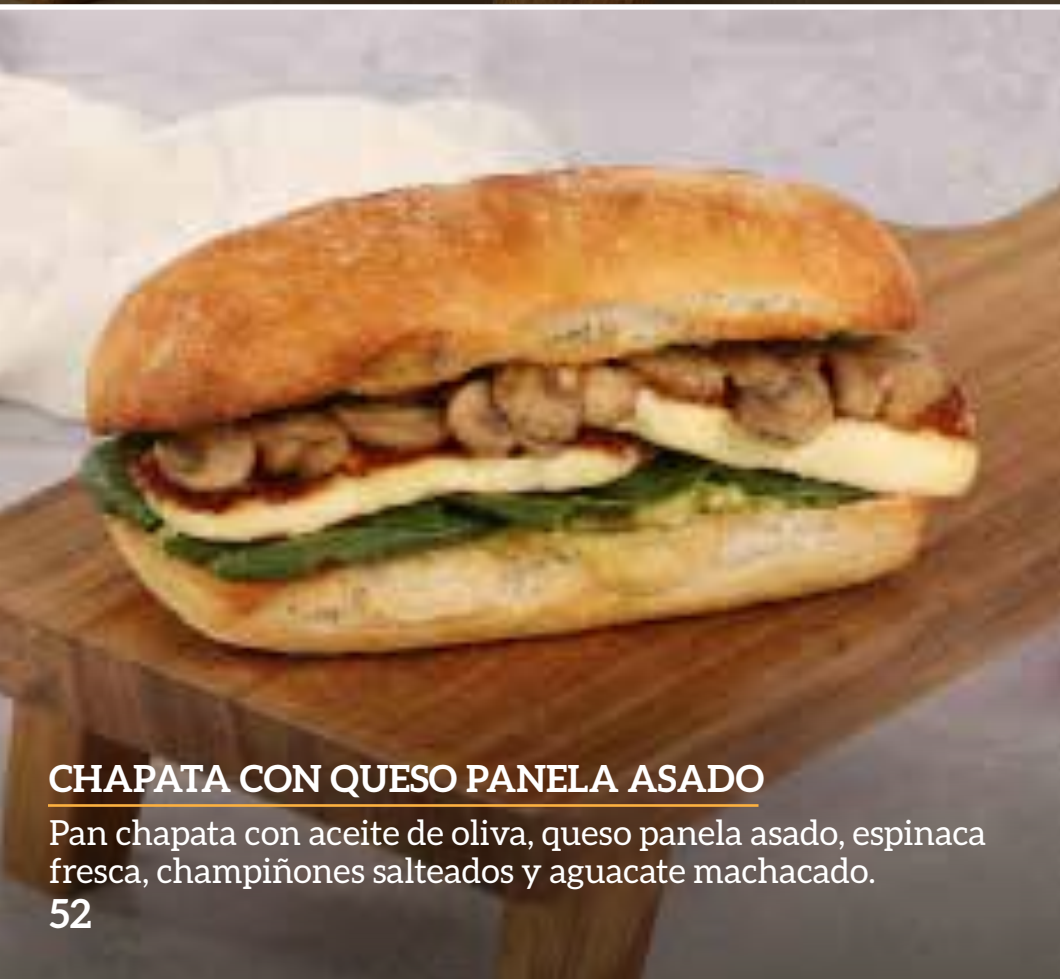 CHAPATA CON QUESO PANELA ASADO
Pan chapata con aceite de oliva, queso panela asado, espinaca
fresca, champiñones salteados y aguacate machacado.
52